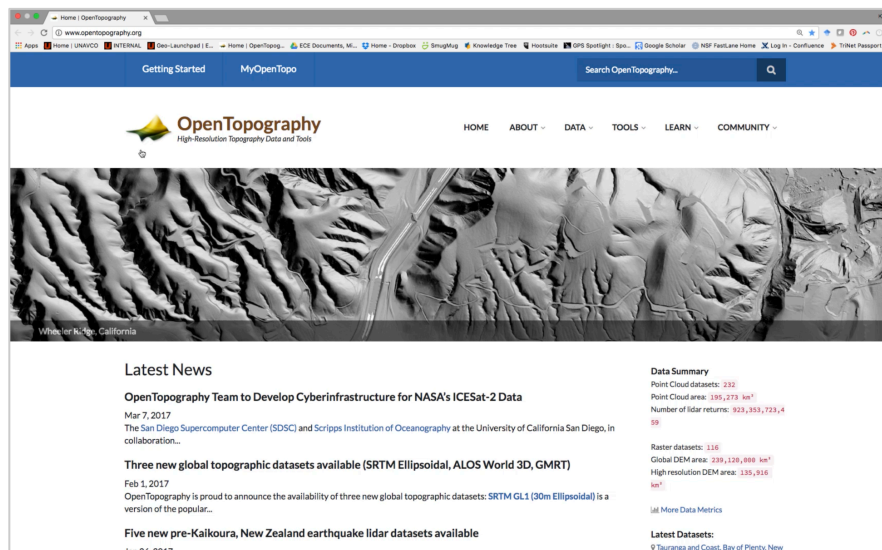 Home | OpenTopography
www.opentopography.org
Apps Home | UNAVCO INTERNAL Geo-Launchpad | E... Home | OpenTopog... ECE Documents, Mi... Home - Dropbox SmugMug Knowledge Tree Hootsuite GPS Spotlight : Spo... Google Scholar NSF FastLane Home Log In - Confluence TriNet Passport
Getting Started MyOpenTopo Search OpenTopography...
OpenTopography
High-Resolution Topography Data and Tools
HOME ABOUT DATA TOOLS LEARN COMMUNITY
Wheeler Ridge, California
Latest News
OpenTopography Team to Develop Cyberinfrastructure for NASA's ICESat-2 Data
Mar 7, 2017
The San Diego Supercomputer Center (SDSC) and Scripps Institution of Oceanography at the University of California San Diego, in
collaboration...
Three new global topographic datasets available (SRTM Ellipsoidal, ALOS World 3D, GMRT)
Feb 1, 2017
OpenTopography is proud to announce the availability of three new global topographic datasets: SRTM GL1 (30m Ellipsoidal) is a
version of the popular...
Five new pre-Kaikoura, New Zealand earthquake lidar datasets available
Data Summary
Point Cloud datasets: 232
Point Cloud area: 195,273 km²
Number of lidar returns: 923,353,723,4
59
Raster datasets: 116
Global DEM area: 239,120,000 km²
High resolution DEM area: 135,916
km²
More Data Metrics
Latest Datasets:
Tauranga and Coast, Bay of Plenty, New